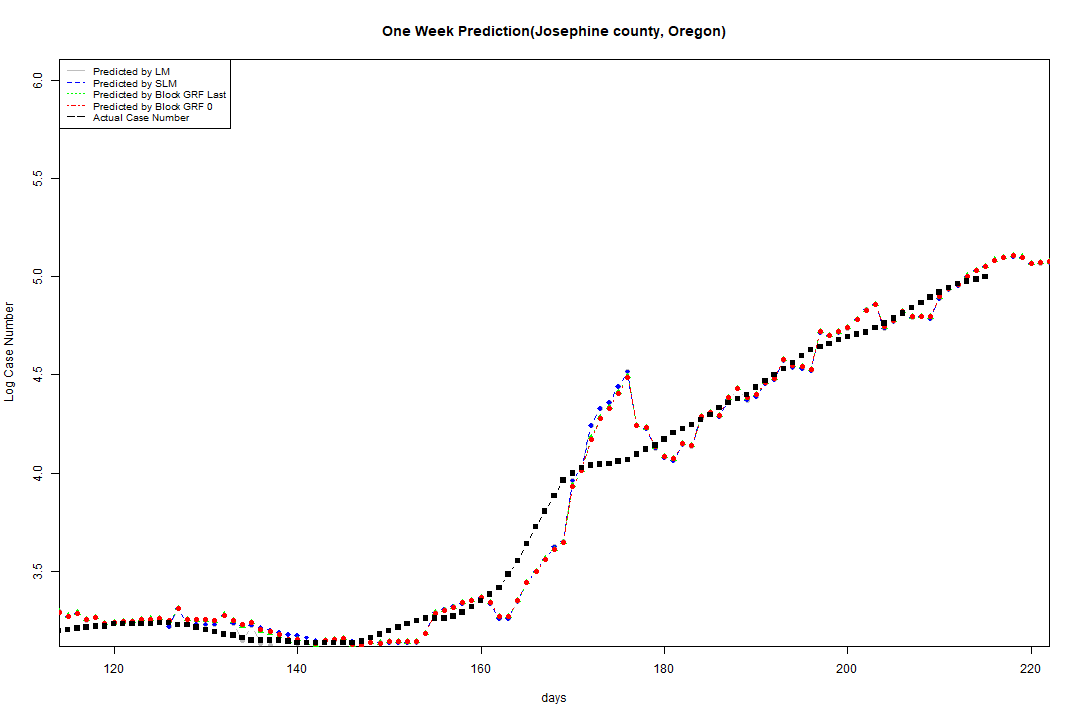 One Week Prediction(Josephine county, Oregon)
Predicted by LM
Predicted by SLM
Predicted by Block GRF Last
Predicted by Block GRF 0
Actual Case Number
6.0
5.5
5.0
4.5
4.0
3.5
Log Case Number
120 140 160 180 200 220
days